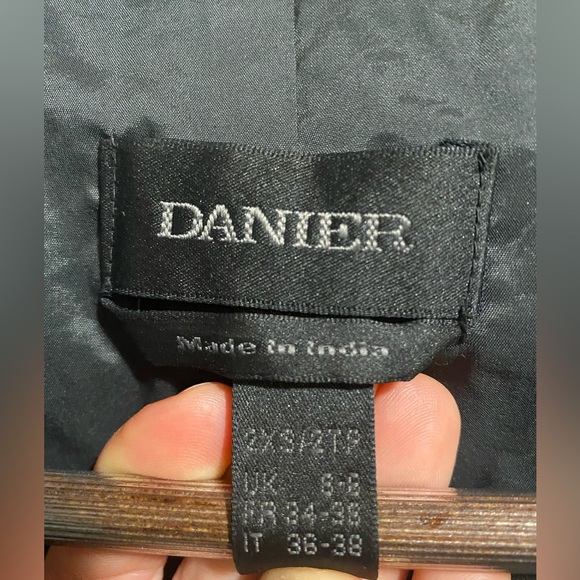 DANIER
Made in India
2XS/2TP
UK 6-8
FR 34-36
IT 36-38